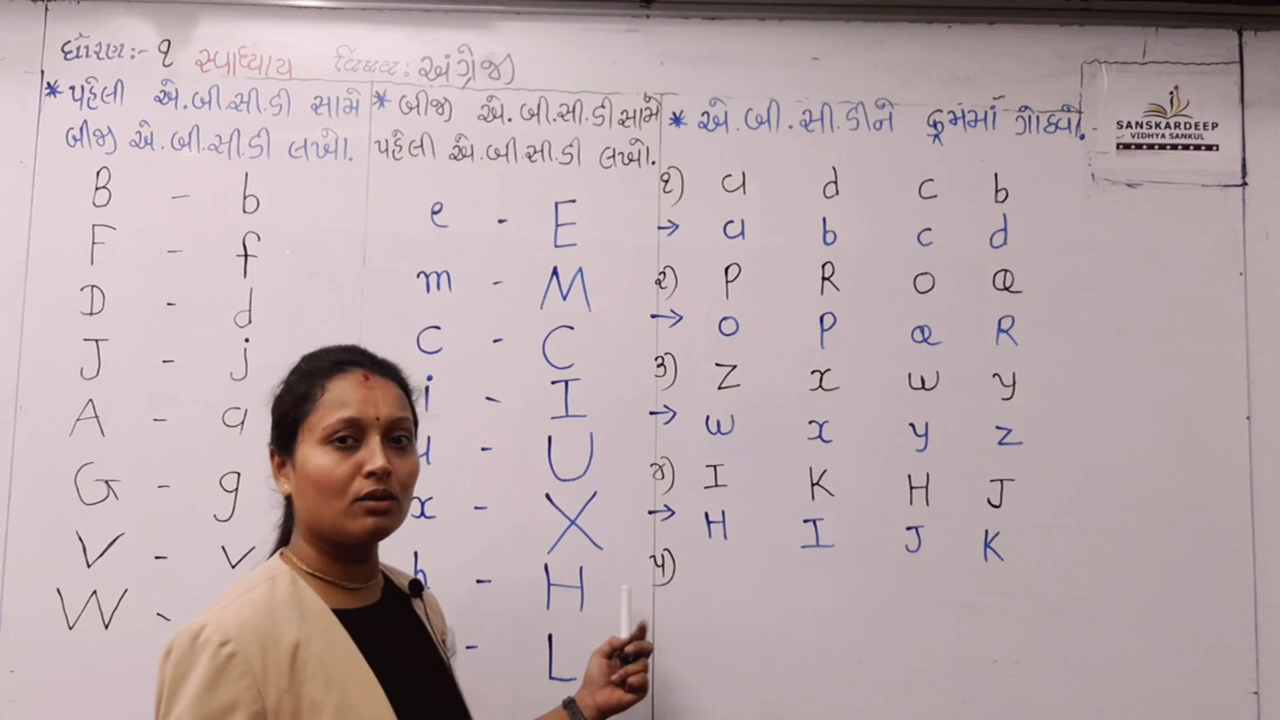 ધોરણ:- ૧ સ્વાધ્યાય વિષય: અંગ્રેજી
* પહેલી એ.બી.સી.ડી સામે
બીજી એ.બી.સી.ડી લખો.
B - b
F - f
D - d
J - j
A - a
G - g
V - v
W -
* બીજી એ.બી.સી.ડી સામે
પહેલી એ.બી.સી.ડી લખો.
e - E
m - M
c - C
i - I
u - U
x - X
h - H
- L
* એ.બી.સી.ડીને ક્રમમાં ગોઠવો.
૧) a d c b
→ a b c d
૨) P R O Q
→ O P Q R
૩) Z x w y
→ w x y z
૪) I K H J
→ H I J K
૫)
SANSKARDEEP
VIDHYA SANKUL